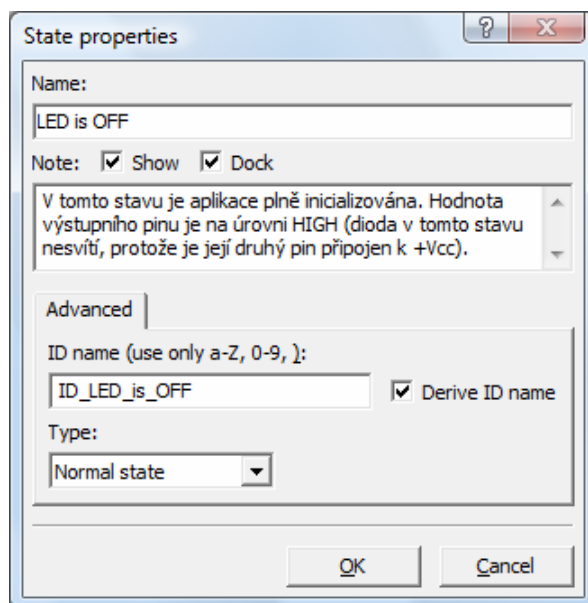 State properties
Name:
LED is OFF
Note: Show Dock
V tomto stavu je aplikace plně inicializována. Hodnota
výstupního pinu je na úrovni HIGH (dioda v tomto stavu
nesvítí, protože je její druhý pin připojen k +Vcc).
Advanced
ID name (use only a-Z, 0-9, ):
ID_LED_is_OFF Derive ID name
Type:
Normal state
OK Cancel